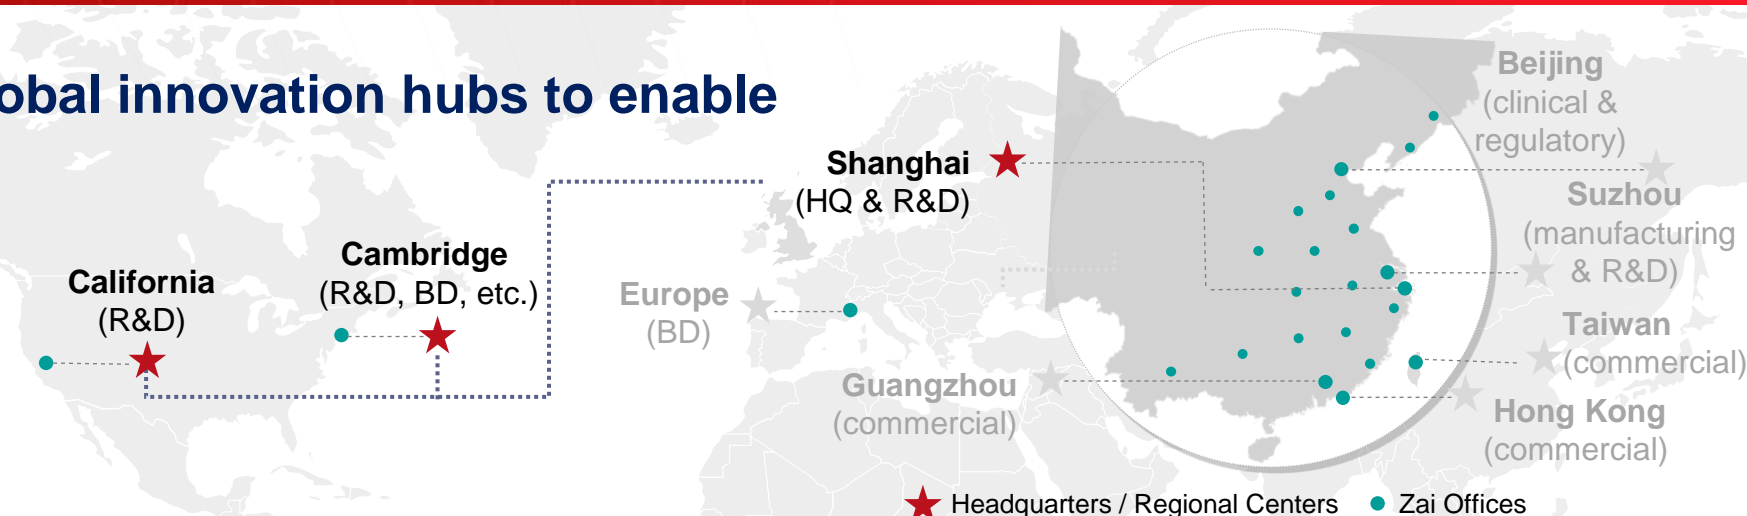 obal innovation hubs to enable
Beijing
(clinical &
regulatory)
Shanghai
(HQ & R&D)
Suzhou
(manufacturing
& R&D)
Cambridge
(R&D, BD, etc.)
California
(R&D)
Europe
(BD)
Taiwan
(commercial)
Guangzhou
(commercial)
Hong Kong
(commercial)
Headquarters / Regional Centers
Zai Offices